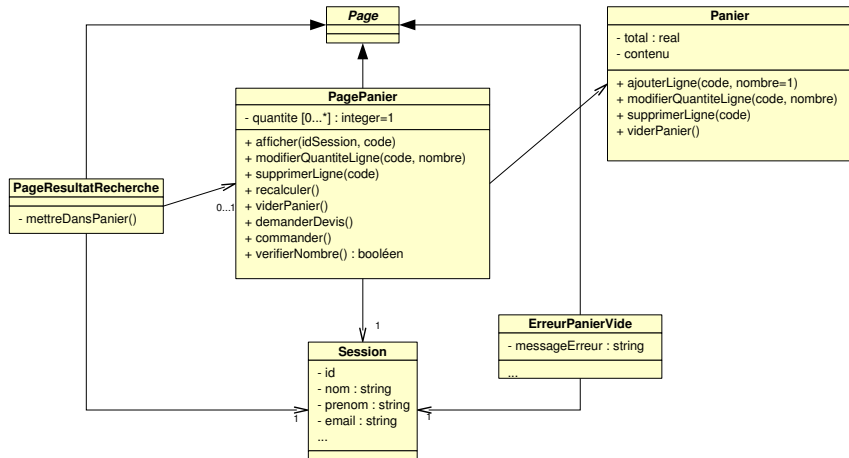 Page
Panier
- total : real
- contenu
+ ajouterLigne(code, nombre=1)
+ modifierQuantiteLigne(code, nombre)
+ supprimerLigne(code)
+ viderPanier()
PagePanier
- quantite [0...*] : integer=1
+ afficher(idSession, code)
+ modifierQuantiteLigne(code, nombre)
+ supprimerLigne(code)
+ recalculer()
+ viderPanier()
+ demanderDevis()
+ commander()
+ verifierNombre() : booléen
PageResultatRecherche
- mettreDansPanier()
0...1
1
ErreurPanierVide
- messageErreur : string
...
Session
- id
- nom : string
- prenom : string
- email : string
...
1
1